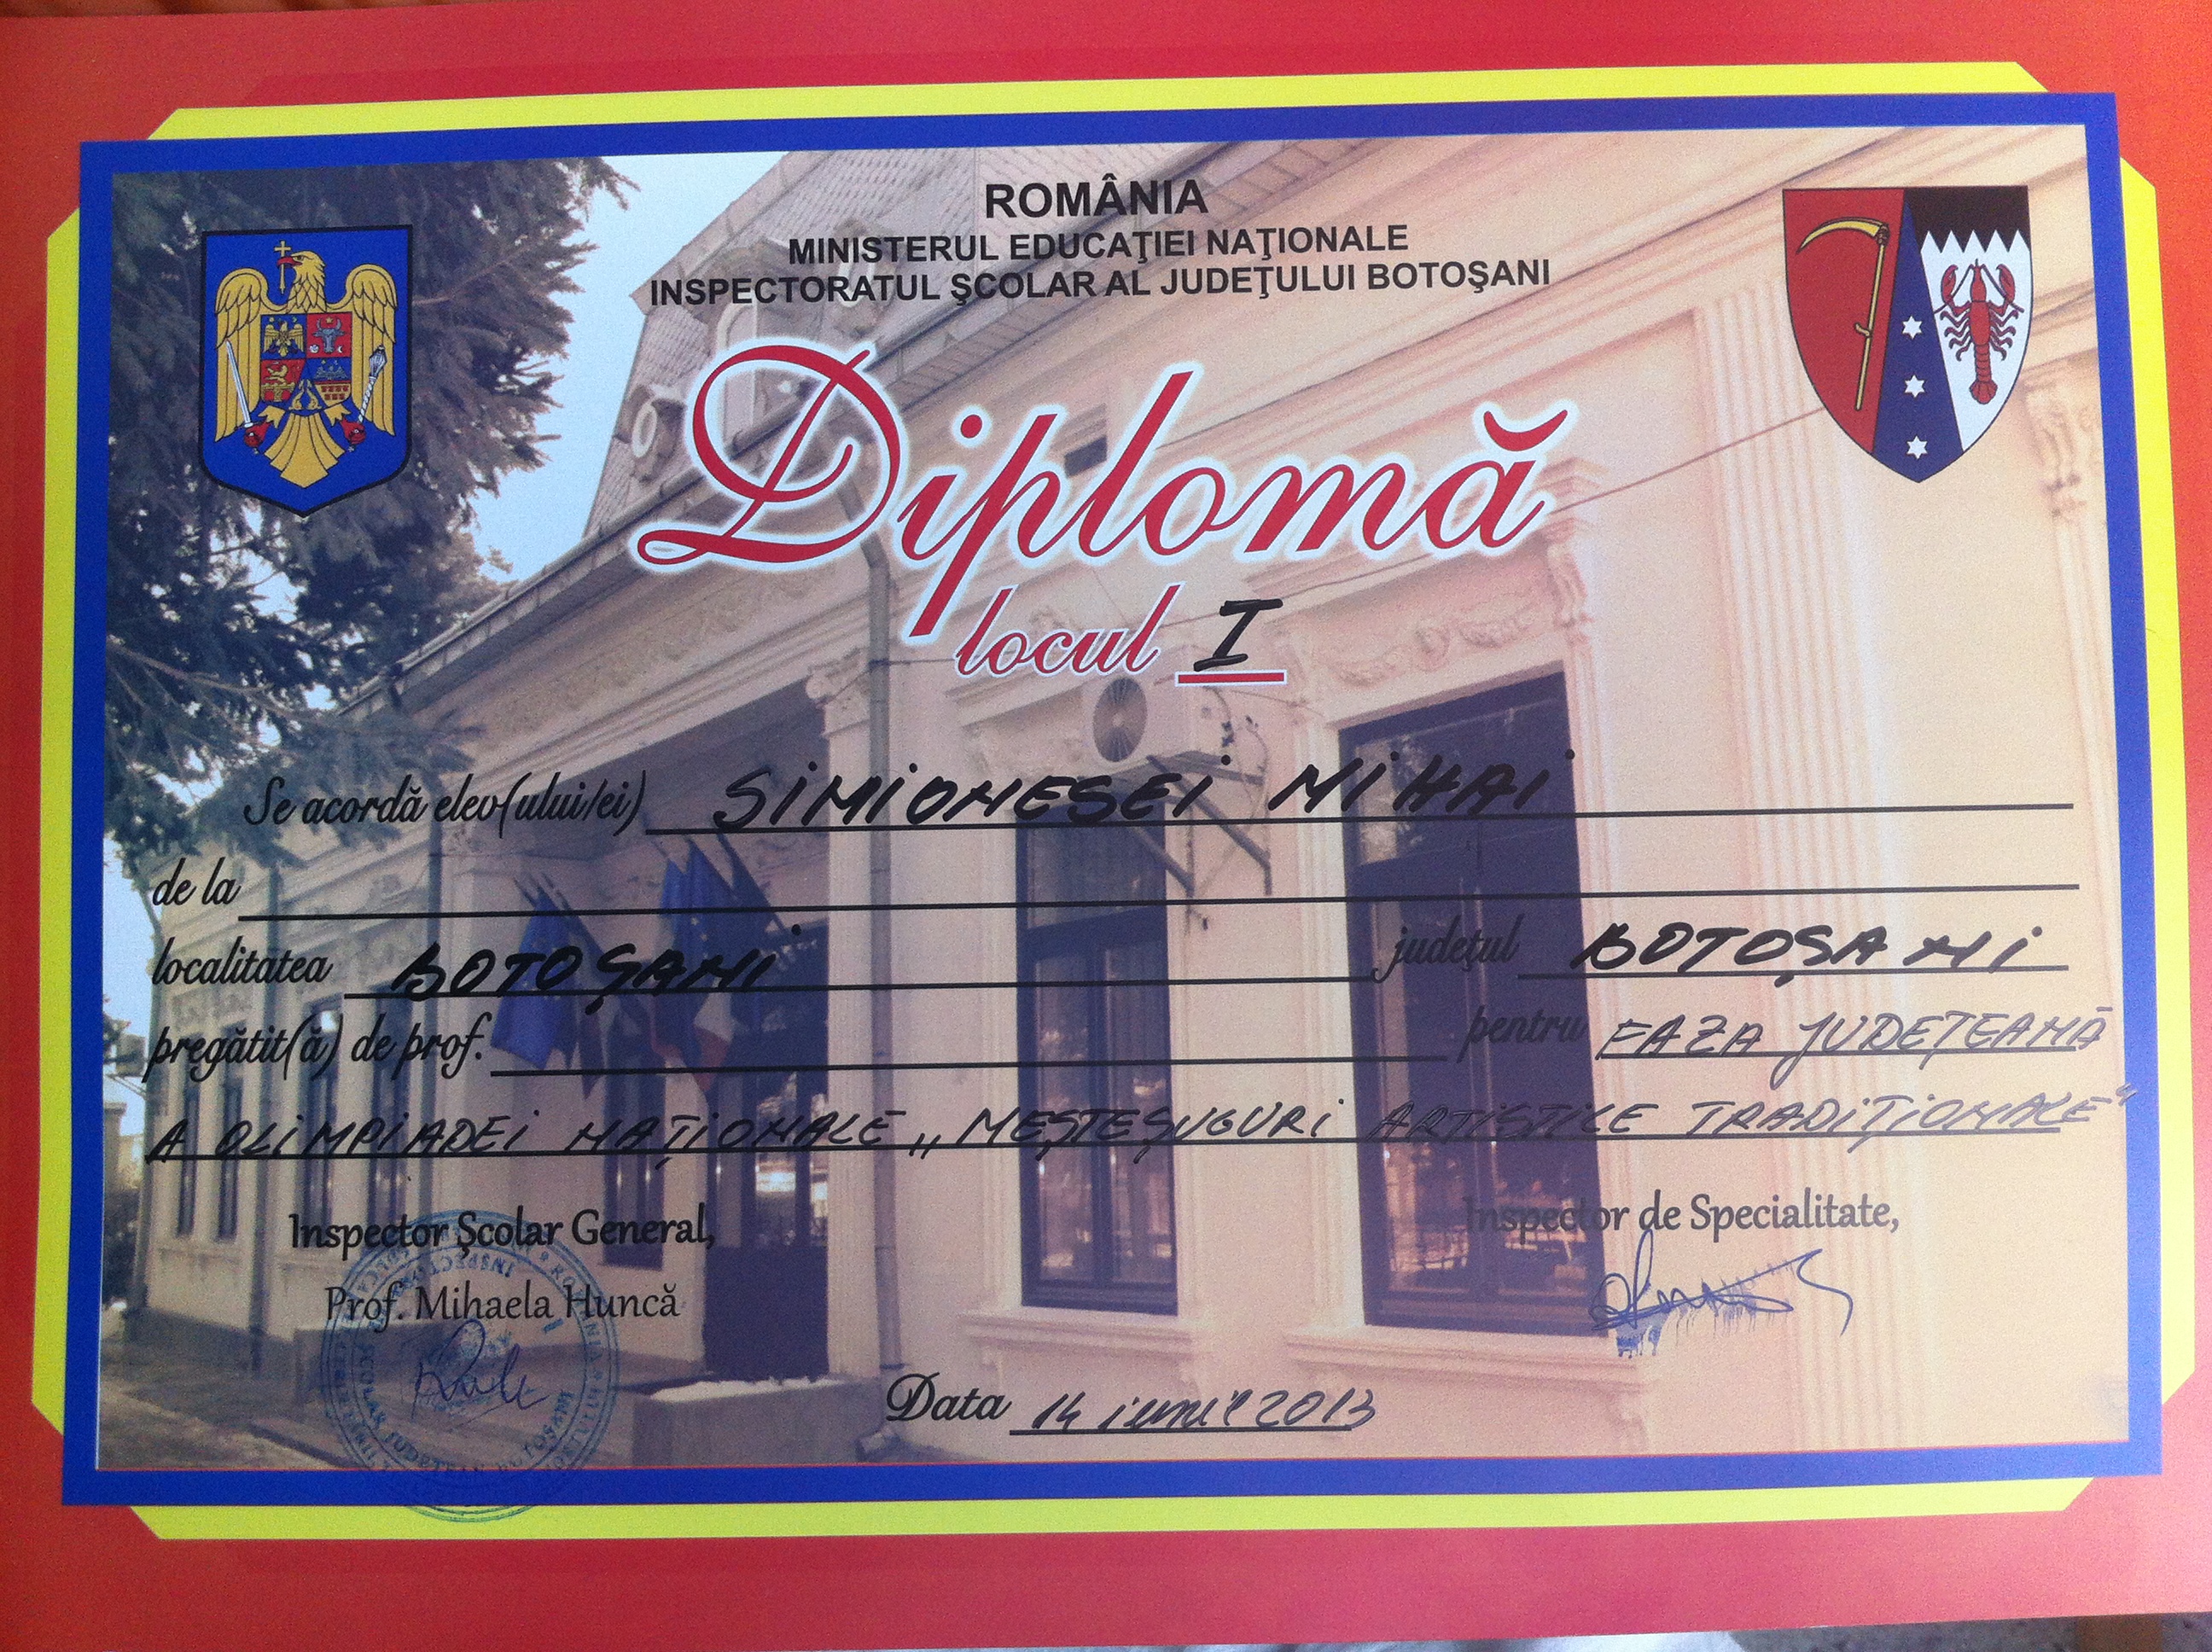 ROMÂNIA
MINISTERUL EDUCAŢIEI NAŢIONALE
INSPECTORATUL ŞCOLAR AL JUDEŢULUI BOTOŞANI
Diplomă
locul I
Se acordă elev(ului/ei) SIMIONESEI MIHAI
de la
localitatea BOTOŞANI judeţul BOTOŞANI
pregătit(ă) de prof. pentru FAZA JUDEŢEANĂ
A OLIMPIADEI NAŢIONALE „MEŞTEŞUGURI ARTISTICE TRADIŢIONALE"
Inspector Şcolar General, Inspector de Specialitate,
Prof. Mihaela Huncă
Data 14 iunie 2013